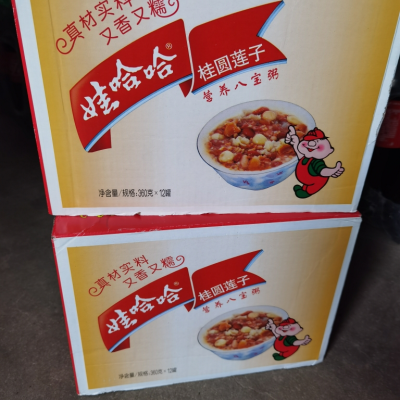 真材实料
又香又糯
娃哈哈®
桂圆莲子
营养八宝粥
净含量/规格:360克×12罐
真材实料
又香又糯
娃哈哈®
桂圆莲子
营养八宝粥
净含量/规格:360克×12罐